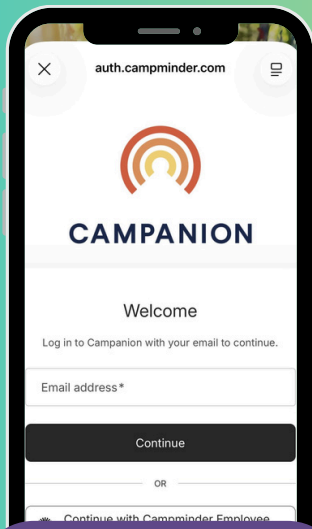 auth.campminder.com
CAMPANION
Welcome
Log in to Campanion with your email to continue.
Email address*
Continue
OR
Continue with Campminder Employee